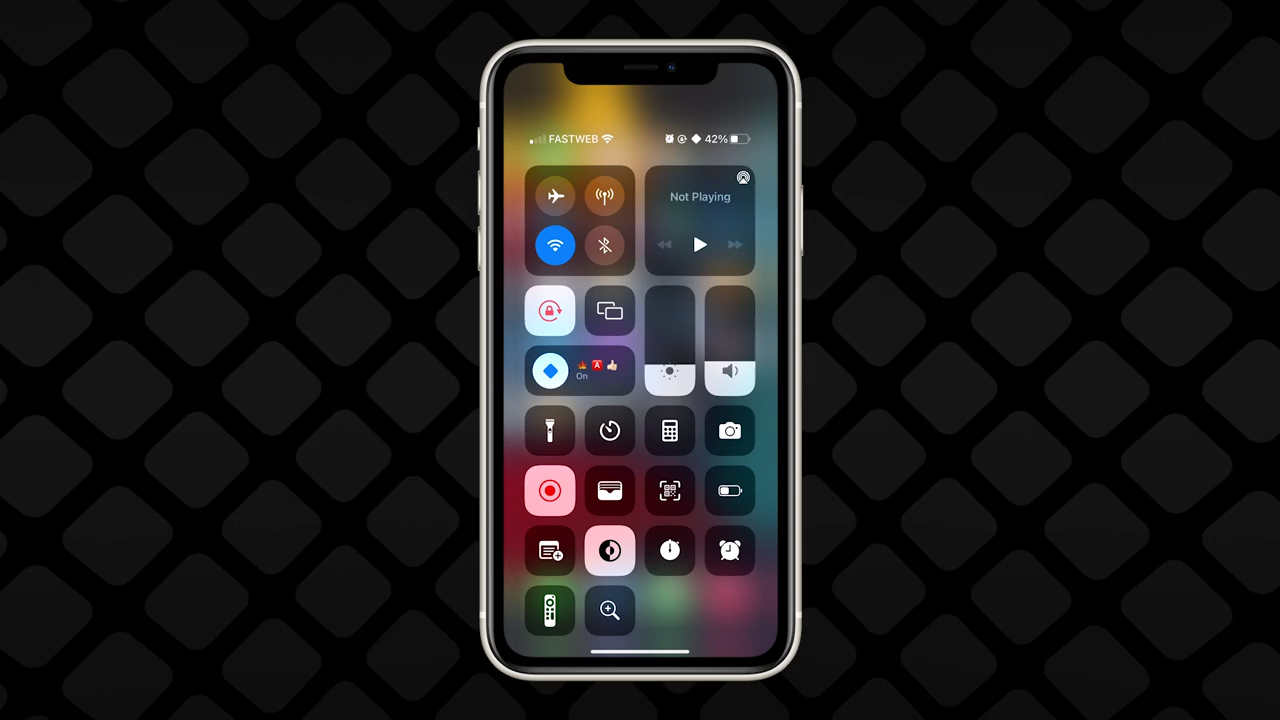 FASTWEB 42%
Not Playing
🔥 🅰️ 👍🏻
On